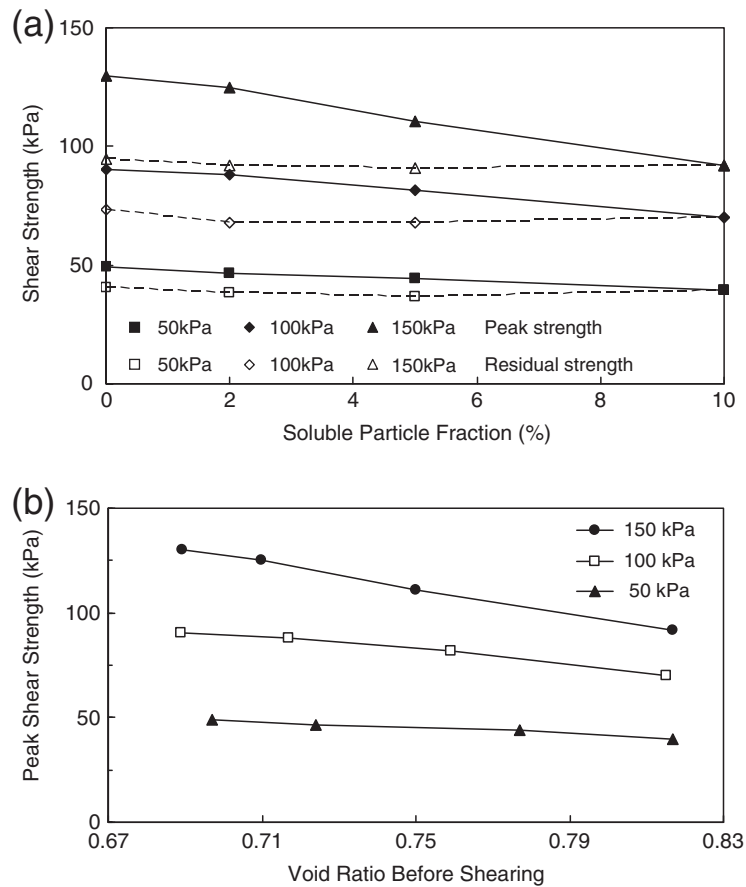 (a)
150
100
50
0
Shear Strength (kPa)
50kPa 100kPa 150kPa Peak strength
50kPa 100kPa 150kPa Residual strength
0 2 4 6 8 10
Soluble Particle Fraction (%)
(b)
150
100
50
0
Peak Shear Strength (kPa)
150 kPa
100 kPa
50 kPa
0.67 0.71 0.75 0.79 0.83
Void Ratio Before Shearing